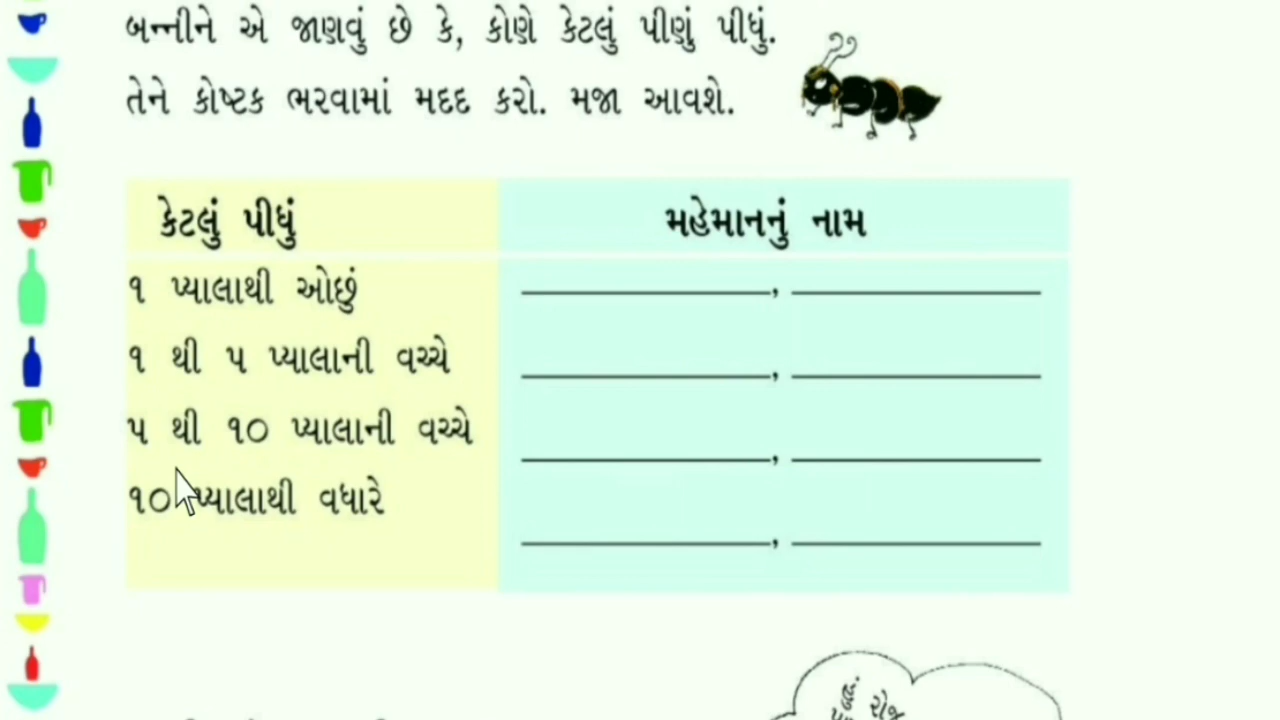 બન્નીને એ જાણવું છે કે, કોણે કેટલું પીણું પીધું.
તેને કોષ્ટક ભરવામાં મદદ કરો. મજા આવશે.
કેટલું પીધું મહેમાનનું નામ
૧ પ્યાલાથી ઓછું ,
૧ થી ૫ પ્યાલાની વચ્ચે ,
૫ થી ૧૦ પ્યાલાની વચ્ચે ,
૧૦ પ્યાલાથી વધારે ,
રોજ